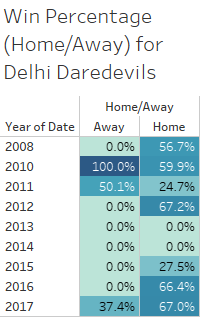 Win Percentage
(Home/Away) for
Delhi Daredevils
Home/Away
Year of Date Away Home
2008 0.0% 56.7%
2010 100.0% 59.9%
2011 50.1% 24.7%
2012 0.0% 67.2%
2013 0.0% 0.0%
2014 0.0% 0.0%
2015 0.0% 27.5%
2016 0.0% 66.4%
2017 37.4% 67.0%